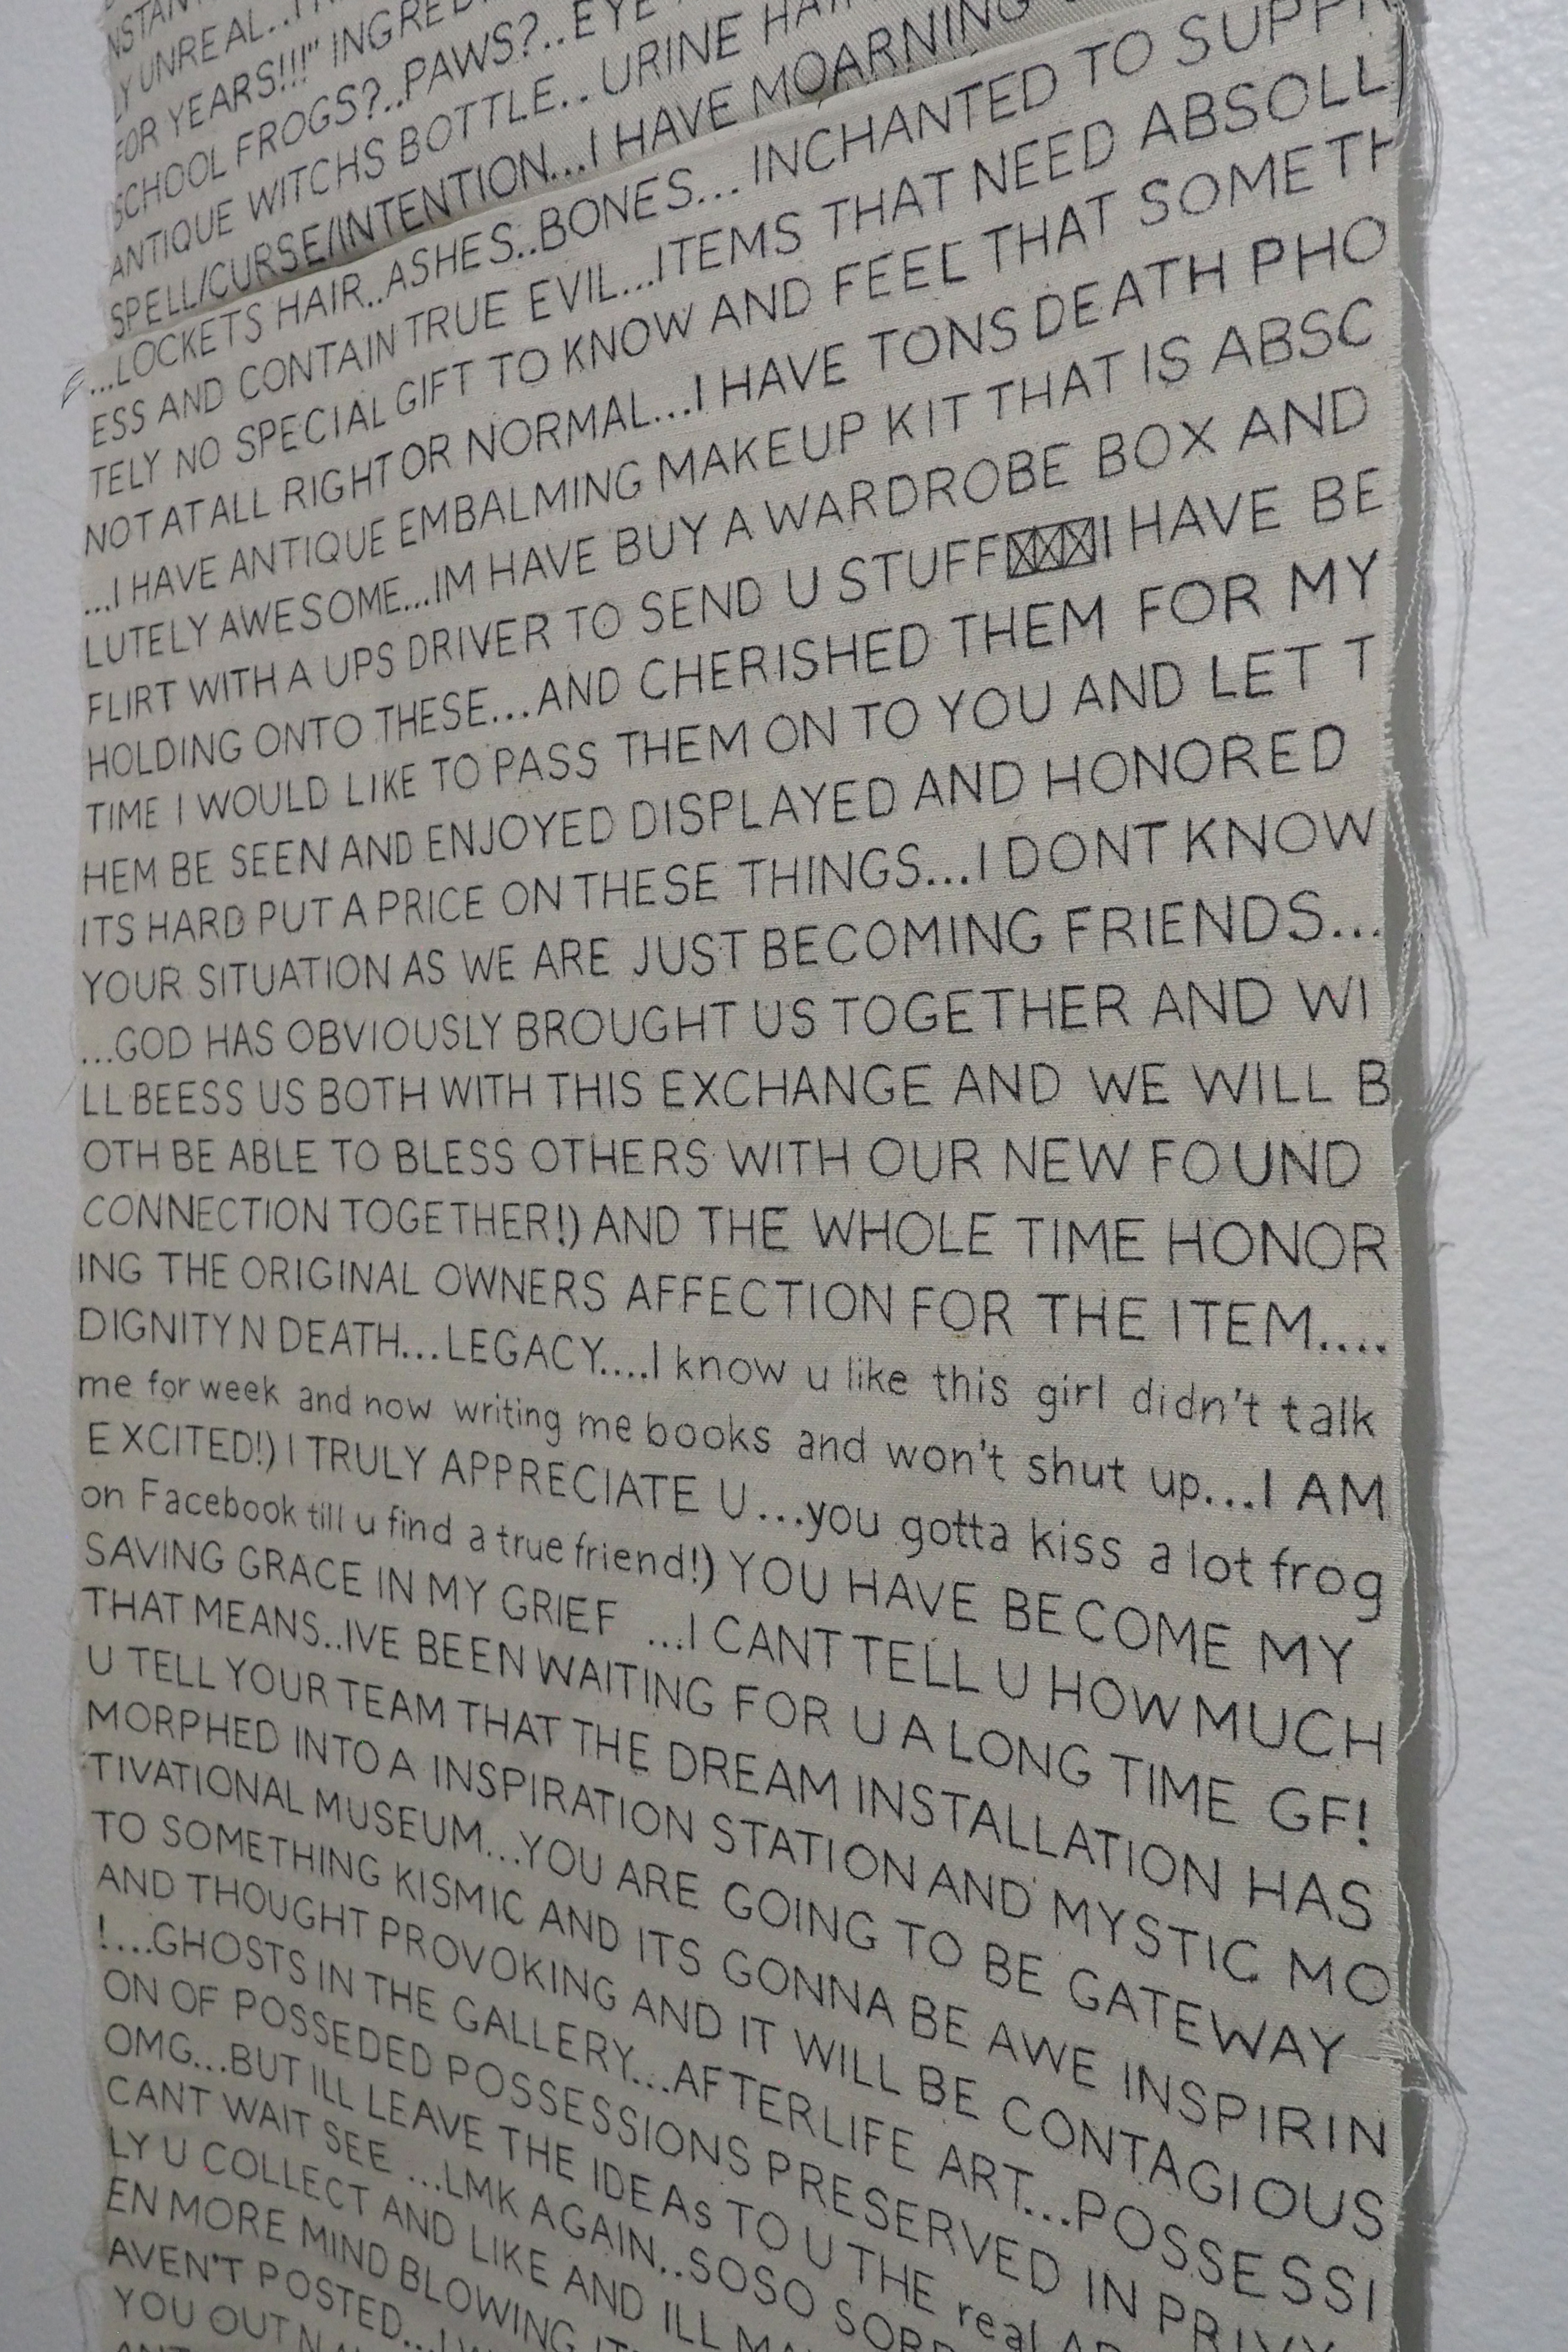 LY UNREAL..
FOR YEARS!!!" INGRED
SCHOOL FROGS?..PAWS?..EYE
ANTIQUE WITCHS BOTTLE..URINE HAI
SPELL/CURSE/INTENTION...I HAVE MOARNING
...LOCKETS HAIR..ASHES..BONES...INCHANTED TO SUPPR
ESS AND CONTAIN TRUE EVIL...ITEMS THAT NEED ABSOLU
TELY NO SPECIAL GIFT TO KNOW AND FEEL THAT SOMETH
NOT AT ALL RIGHT OR NORMAL...I HAVE TONS DEATH PHO
...I HAVE ANTIQUE EMBALMING MAKEUP KIT THAT IS ABSO
LUTELY AWESOME...IM HAVE BUY A WARDROBE BOX AND
FLIRT WITH A UPS DRIVER TO SEND U STUFF☒☒☒I HAVE BE
HOLDING ONTO THESE...AND CHERISHED THEM FOR MY
TIME I WOULD LIKE TO PASS THEM ON TO YOU AND LET T
HEM BE SEEN AND ENJOYED DISPLAYED AND HONORED
ITS HARD PUT A PRICE ON THESE THINGS...I DONT KNOW
YOUR SITUATION AS WE ARE JUST BECOMING FRIENDS...
...GOD HAS OBVIOUSLY BROUGHT US TOGETHER AND WI
LL BEESS US BOTH WITH THIS EXCHANGE AND WE WILL B
OTH BE ABLE TO BLESS OTHERS WITH OUR NEW FOUND
CONNECTION TOGETHER!) AND THE WHOLE TIME HONOR
ING THE ORIGINAL OWNERS AFFECTION FOR THE ITEM....
DIGNITY N DEATH...LEGACY....I know u like this girl didn't talk
me for week and now writing me books and won't shut up...I AM
EXCITED!) I TRULY APPRECIATE U...you gotta kiss a lot frog
on Facebook till u find a true friend!) YOU HAVE BECOME MY
SAVING GRACE IN MY GRIEF ...I CANT TELL U HOW MUCH
THAT MEANS..IVE BEEN WAITING FOR U A LONG TIME GF!
U TELL YOUR TEAM THAT THE DREAM INSTALLATION HAS
MORPHED INTO A INSPIRATION STATION AND MYSTIC MO
TIVATIONAL MUSEUM...YOU ARE GOING TO BE GATEWAY
TO SOMETHING KISMIC AND ITS GONNA BE AWE INSPIRIN
AND THOUGHT PROVOKING AND IT WILL BE CONTAGIOUS
!....GHOSTS IN THE GALLERY...AFTERLIFE ART...POSSESSI
ON OF POSSEDED POSSESSIONS PRESERVED IN PRIVY
OMG...BUT ILL LEAVE THE IDEAs TO U THE real
CANT WAIT SEE ...LMK AGAIN..SOSO
LY U COLLECT AND LIKE AND ILL
EN MORE MIND BLOWING
AVEN'T POSTED...
YOU OUT